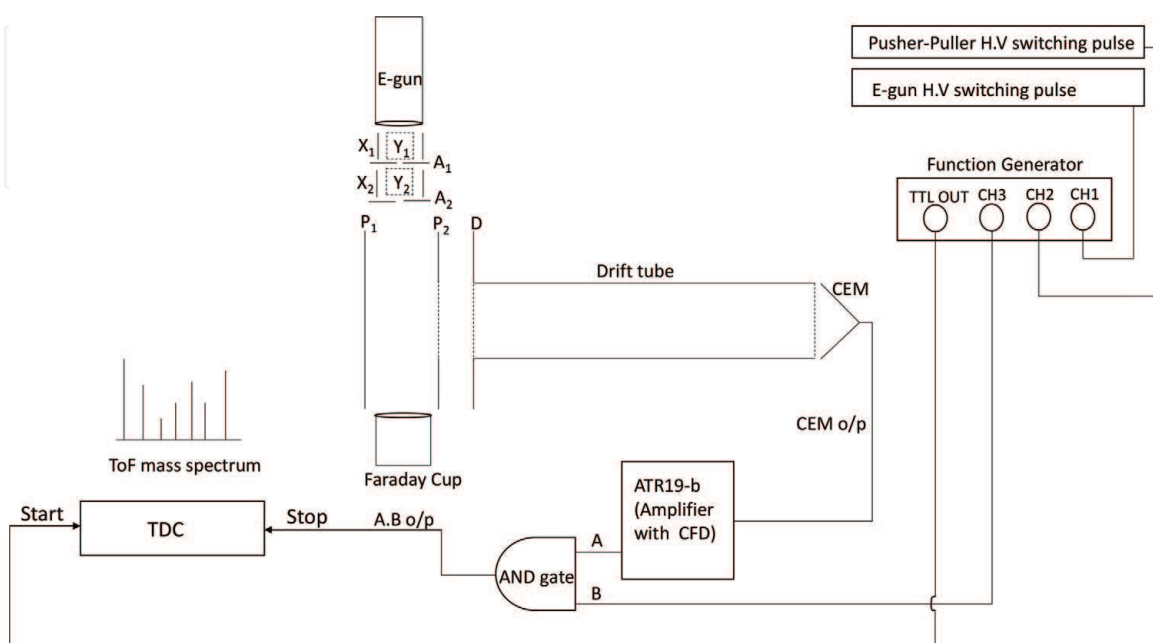 E-gun
X₁
Y₁
A₁
X₂
Y₂
A₂
P₁
P₂
D
Pusher-Puller H.V switching pulse
E-gun H.V switching pulse
Function Generator
TTL OUT
CH3
CH2
CH1
Drift tube
CEM
CEM o/p
ToF mass spectrum
Faraday Cup
ATR19-b
(Amplifier
with CFD)
Start
TDC
Stop
A.B o/p
AND gate
A
B